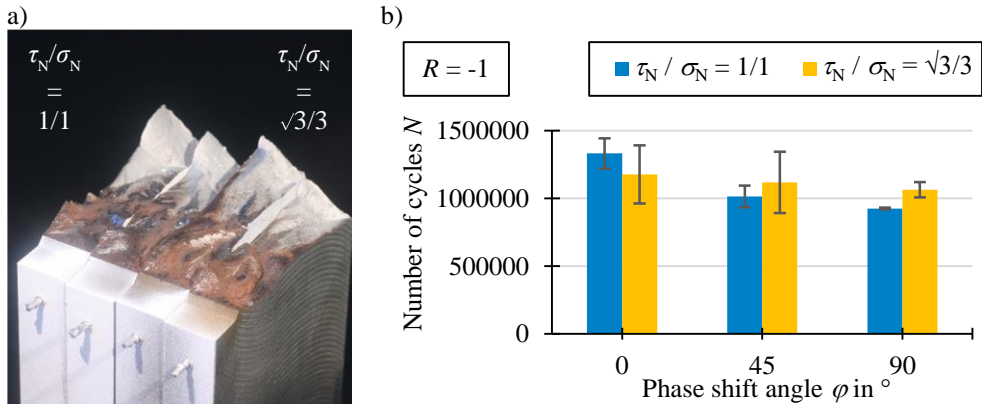 a)
τN/σN
=
1/1
τN/σN
=
√3/3
b)
R = -1
τN / σN = 1/1
τN / σN = √3/3
Number of cycles N
1500000
1000000
500000
0
0 45 90
Phase shift angle φ in °